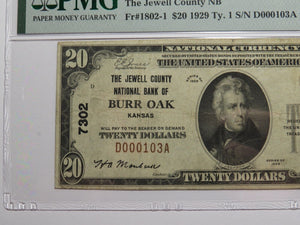 PMG
The Jewell County NB
PAPER MONEY GUARANTY
Fr#1802-1 $20 1929 Ty. 1 S/N D000103A
20
NATIONAL CURRENCY
THE UNITED STATES OF AMERICA
D
THE JEWELL COUNTY
NATIONAL BANK OF
BURR OAK
KANSAS
WILL PAY TO THE BEARER ON DEMAND
TWENTY DOLLARS
D000103A
7302
20
TWENTY DOLLARS